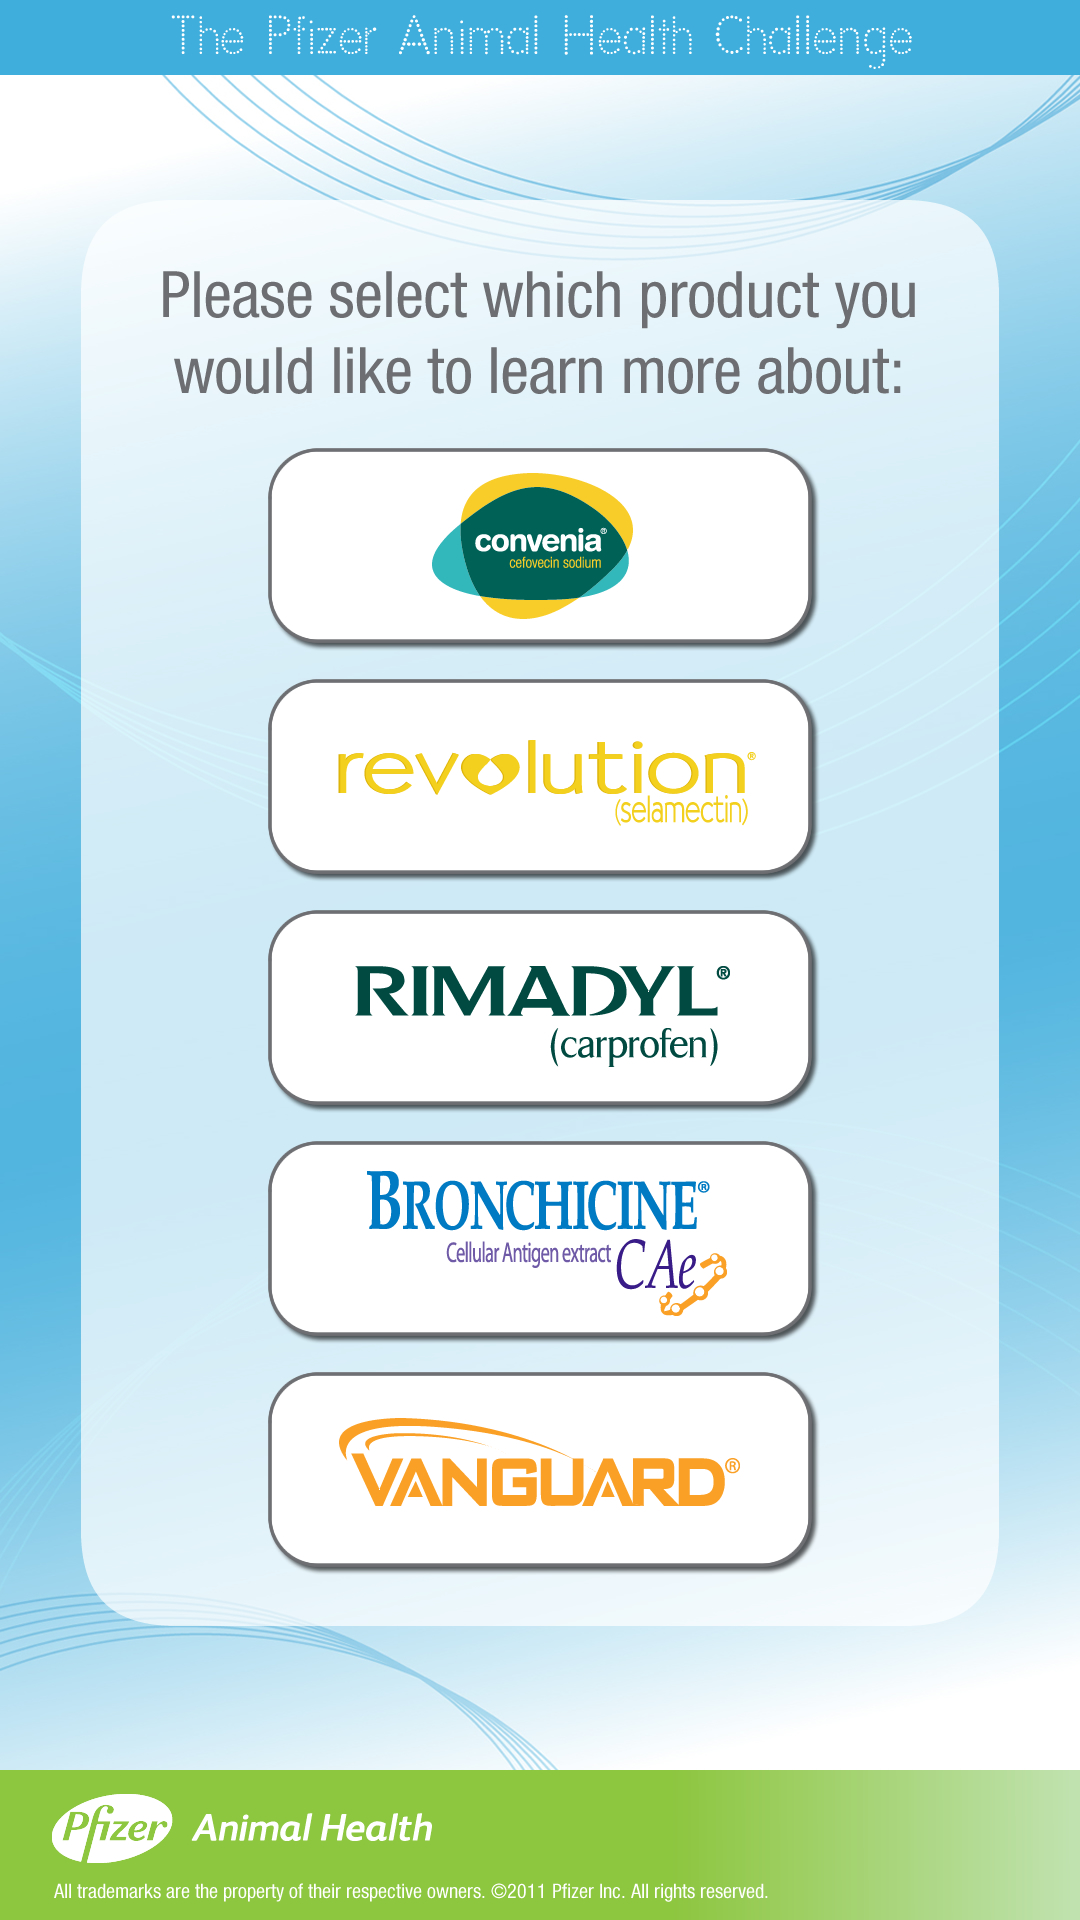 The Pfizer Animal Health Challenge
Please select which product you
would like to learn more about:
convenia®
cefovecin sodium
revolution®
(selamectin)
RIMADYL®
(carprofen)
BRONCHICINE®
Cellular Antigen extract CAe
VANGUARD®
Pfizer Animal Health
All trademarks are the property of their respective owners. ©2011 Pfizer Inc. All rights reserved.